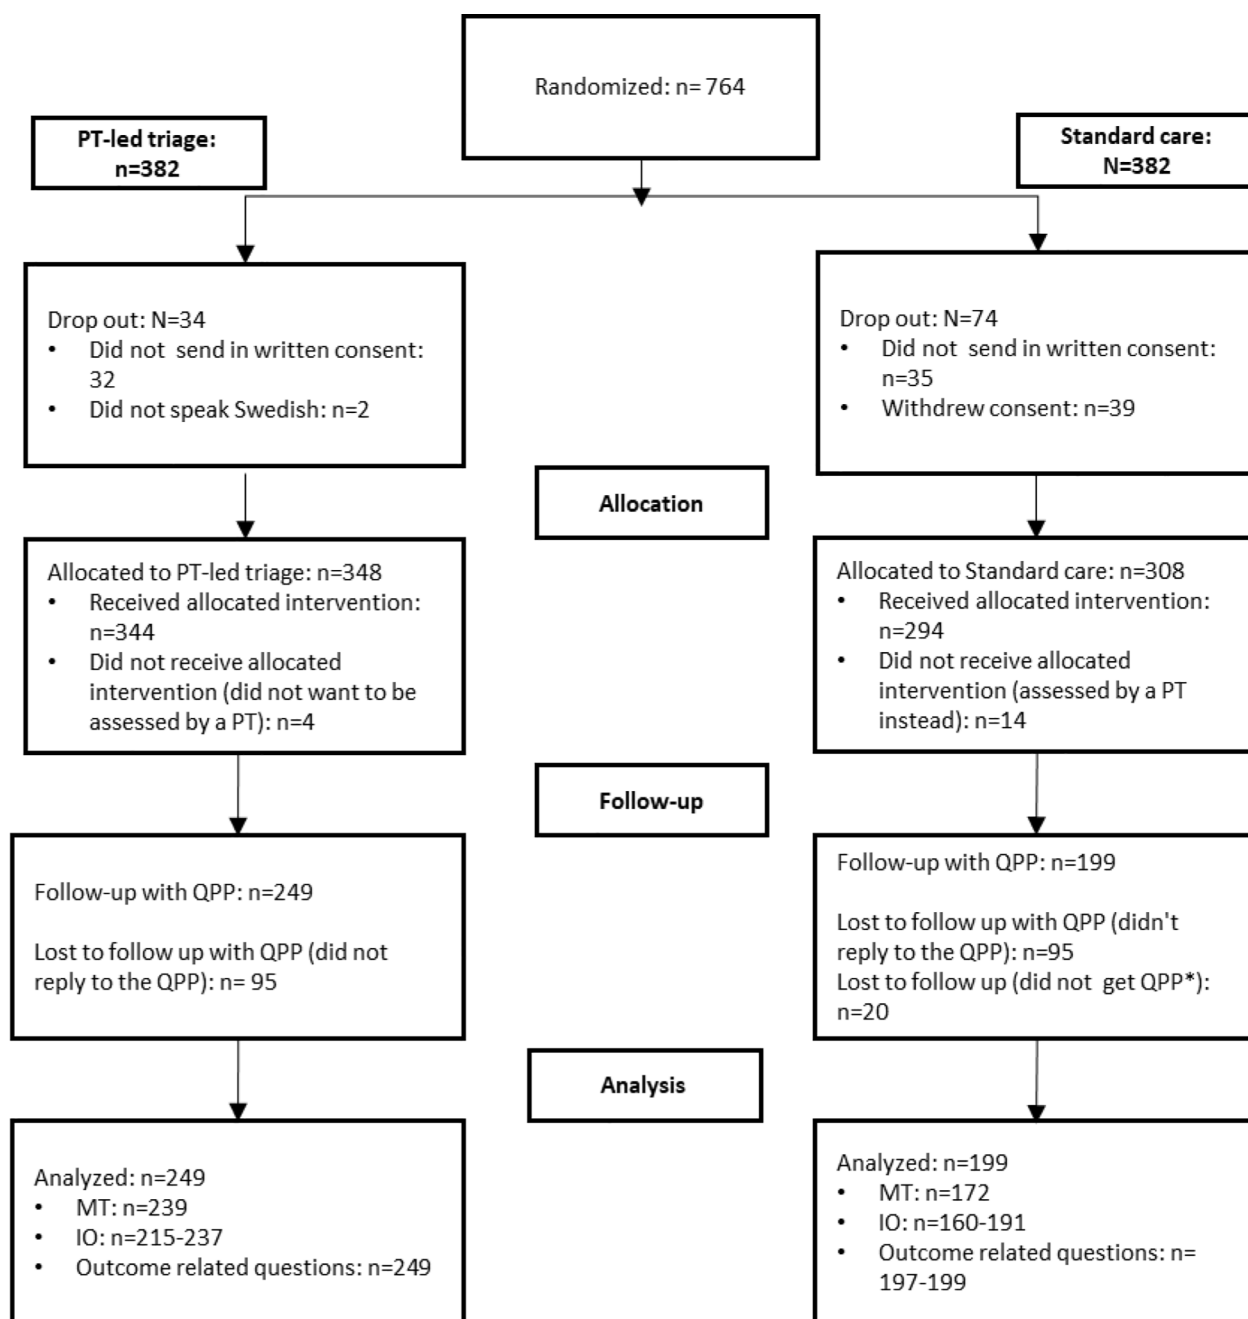 Randomized: n= 764
PT-led triage:
n=382
Standard care:
N=382
Drop out: N=34
• Did not  send in written consent:
32
• Did not speak Swedish: n=2
Drop out: N=74
• Did not  send in written consent:
n=35
• Withdrew consent: n=39
Allocation
Allocated to PT-led triage: n=348
• Received allocated intervention:
n=344
• Did not receive allocated
intervention (did not want to be
assessed by a PT): n=4
Allocated to Standard care: n=308
• Received allocated intervention:
n=294
• Did not receive allocated
intervention (assessed by a PT
instead): n=14
Follow-up
Follow-up with QPP: n=249
Lost to follow up with QPP (did not
reply to the QPP): n= 95
Follow-up with QPP: n=199
Lost to follow up with QPP (didn't
reply to the QPP): n=95
Lost to follow up (did not  get QPP*):
n=20
Analysis
Analyzed: n=249
• MT: n=239
• IO: n=215-237
• Outcome related questions: n=249
Analyzed: n=199
• MT: n=172
• IO: n=160-191
• Outcome related questions: n=
197-199